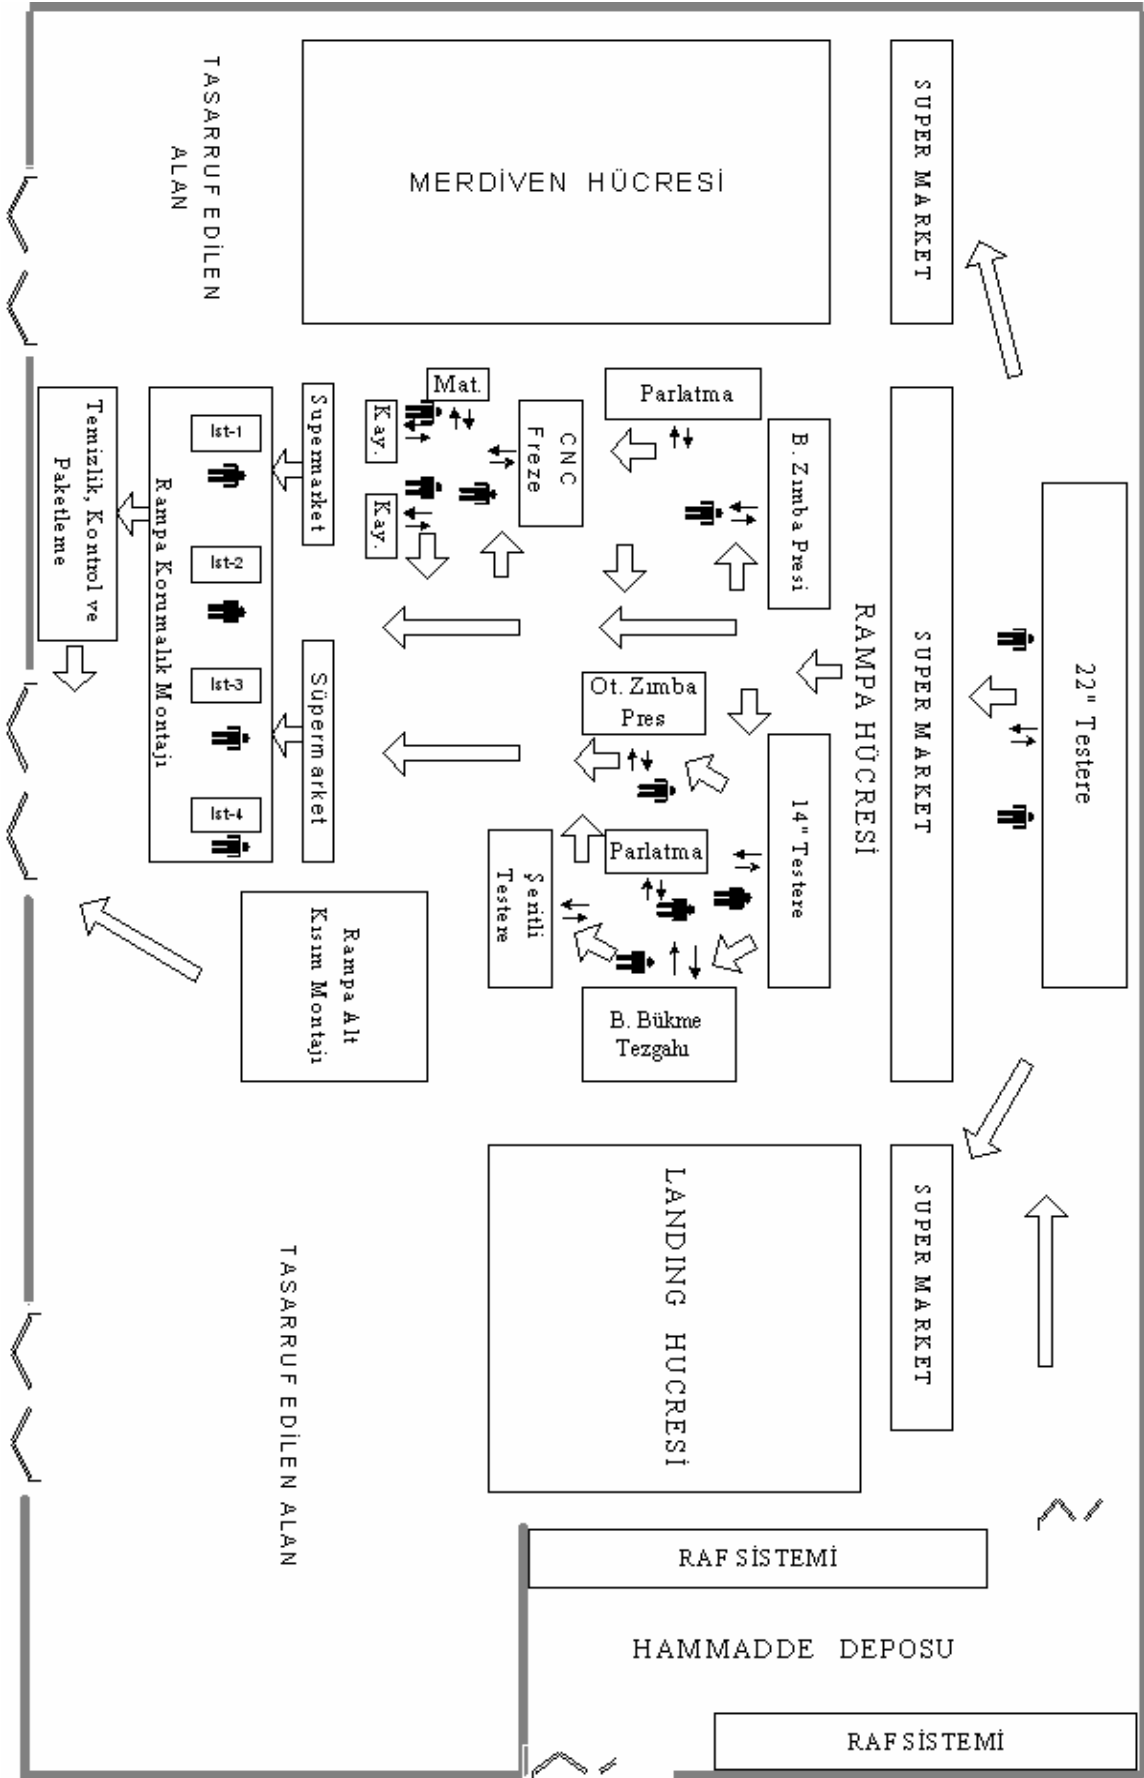 TASARRUF EDİLEN
ALAN
MERDİVEN HÜCRESİ
SUPER MARKET
Mat.
Parlatma
Kay.
Kay.
CNC
Freze
B. Zımba Presi
Supermarket
Ist-1
Ist-2
Ist-3
Ist-4
Rampa Korumalık Montajı
Temizlik, Kontrol ve
Paketleme
Süpermarket
RAMPA HÜCRESİ
SUPER MARKET
22" Testere
Ot. Zımba
Pres
14" Testere
Parlatma
Şeritli
Testere
B. Bükme
Tezgahı
Rampa Alt
Kısım Montajı
LANDING HUCRESİ
SUPER MARKET
TASARRUF EDİLEN ALAN
RAF SİSTEMİ
HAMMADDE DEPOSU
RAF SİSTEMİ